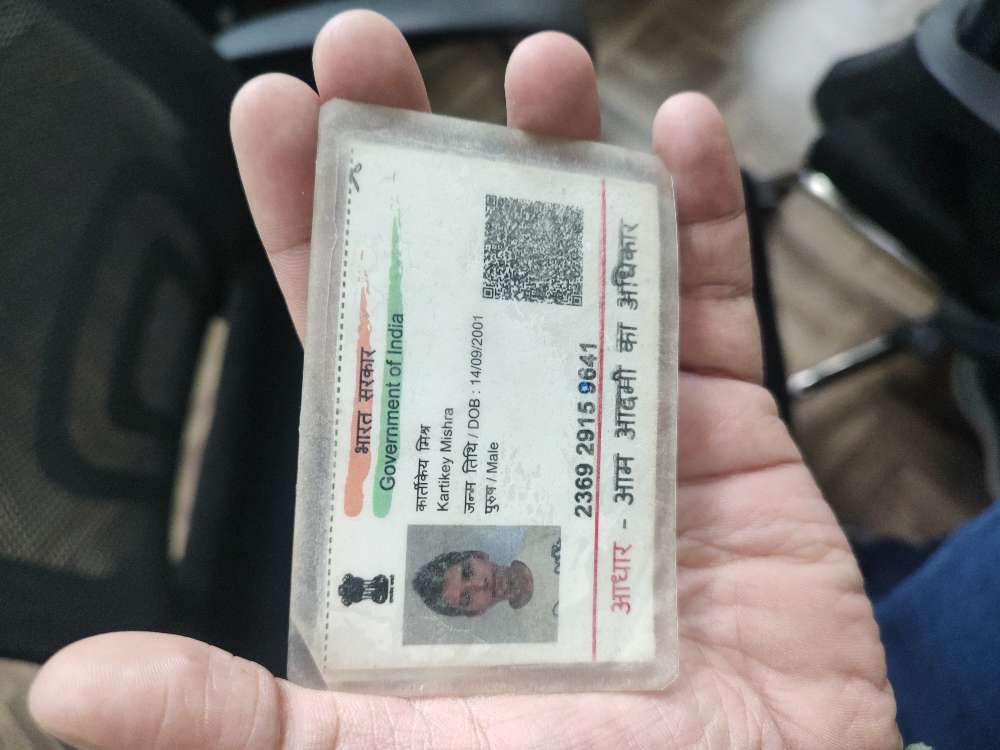 भारत सरकार
Government of India
कार्तीकेय मिश्र
Kartikey Mishra
जन्म तिथि / DOB : 14/09/2001
पुरुष / Male
2369 2915 9641
आधार - आम आदमी का अधिकार